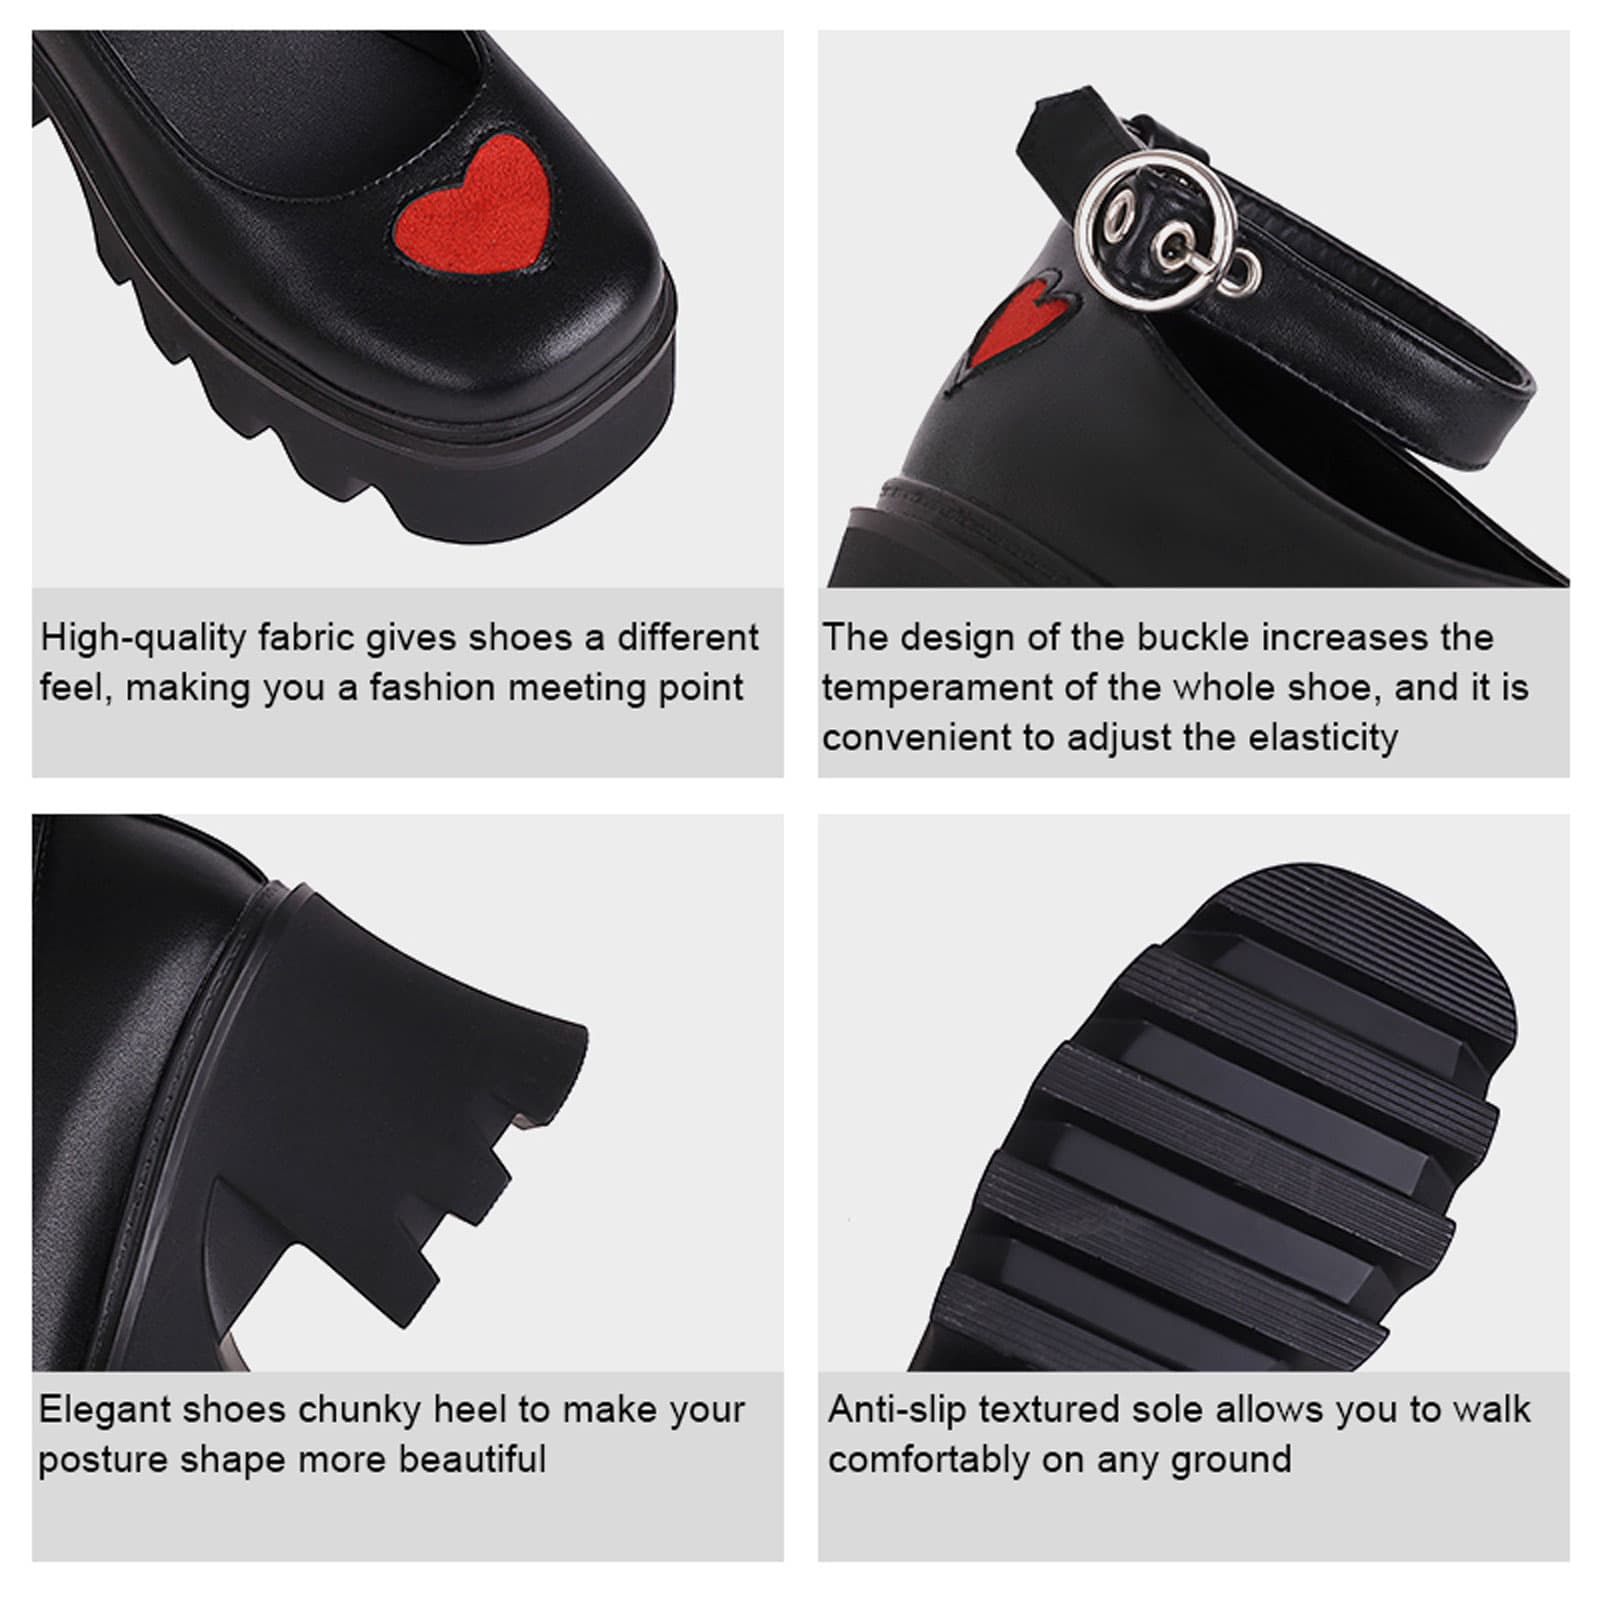 High-quality fabric gives shoes a different
feel, making you a fashion meeting point
The design of the buckle increases the
temperament of the whole shoe, and it is
convenient to adjust the elasticity
Elegant shoes chunky heel to make your
posture shape more beautiful
Anti-slip textured sole allows you to walk
comfortably on any ground